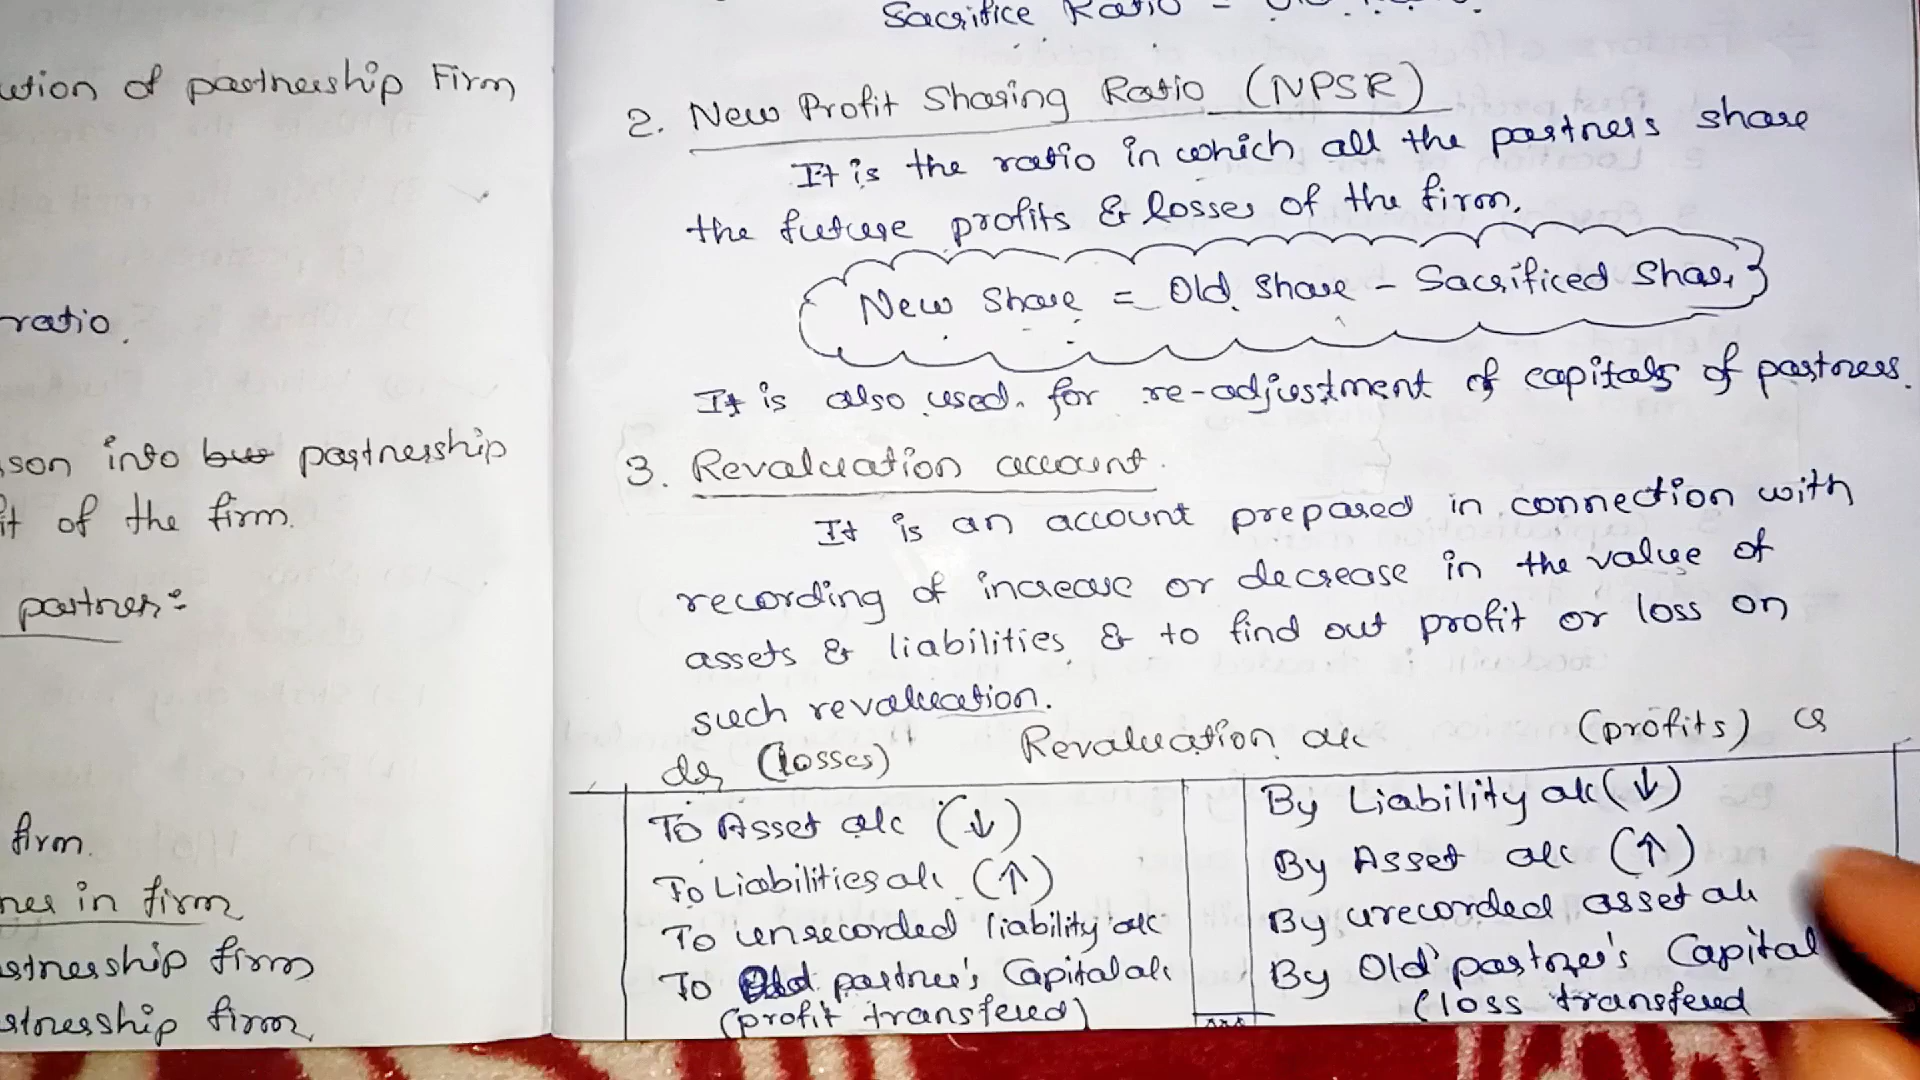 ution of partnership Firm
ratio.
son into partnership
it of the firm.
partner:
firm.
ner in firm
artnership firm
artnership firm
Sacrifice Ratio =
2. New Profit Sharing Ratio (NPSR)
It is the ratio in which all the partners share
the future profits & losses of the firm.
New Share = Old Share - Sacrificed Share
It is also used for re-adjustment of capitals of partners.
3. Revaluation account.
It is an account prepared in connection with
recording of increase or decrease in the value of
assets & liabilities & to find out profit or loss on
such revaluation.
dr (losses) Revaluation a/c (profits) cr
To Asset a/c (↓) By Liability a/c (↓)
To Liabilities a/c (↑) By Asset a/c (↑)
To unrecorded liability a/c By urecorded asset a/c
To Old partner's Capital a/c By Old partner's Capital
(profit transfered) (loss transfered